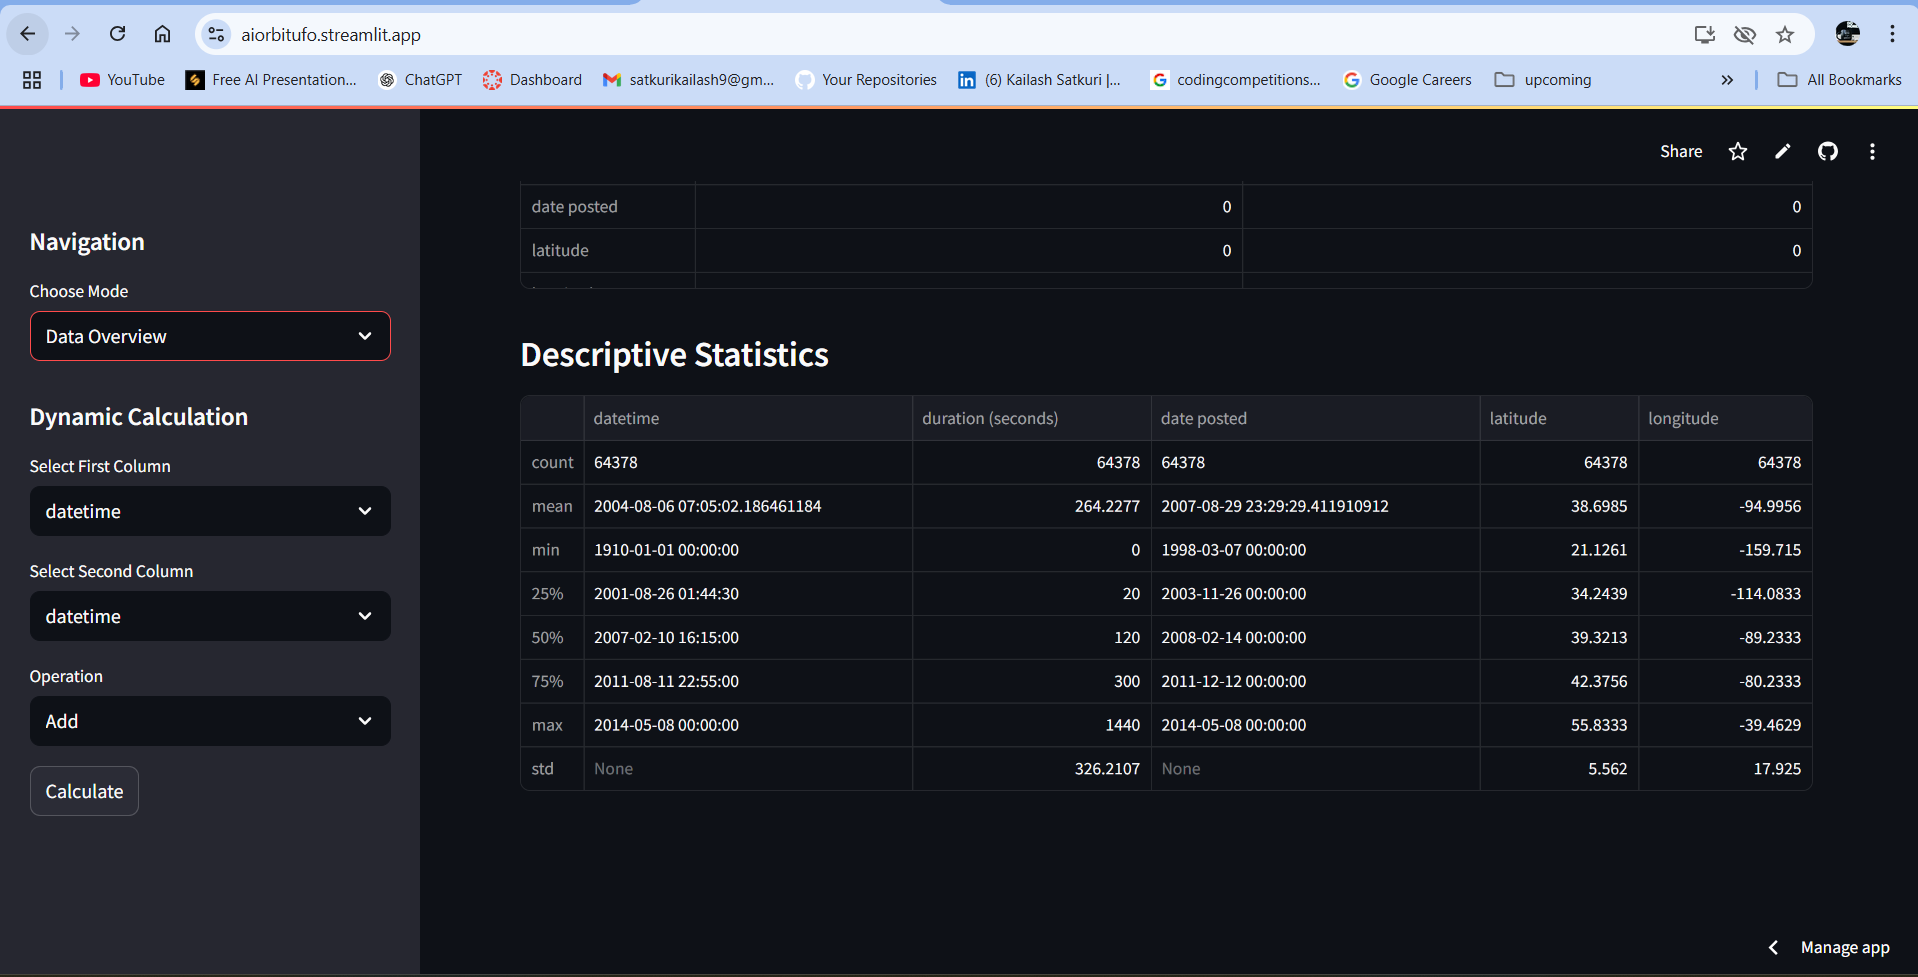 aiorbitufo.streamlit.app
YouTube Free AI Presentation... ChatGPT Dashboard satkurikailash9@gm... Your Repositories (6) Kailash Satkuri |... codingcompetitions... Google Careers upcoming All Bookmarks
Share
Navigation
Choose Mode
Data Overview
Dynamic Calculation
Select First Column
datetime
Select Second Column
datetime
Operation
Add
Calculate
date posted 0 0
latitude 0 0
Descriptive Statistics
datetime duration (seconds) date posted latitude longitude
count 64378 64378 64378 64378 64378
mean 2004-08-06 07:05:02.186461184 264.2277 2007-08-29 23:29:29.411910912 38.6985 -94.9956
min 1910-01-01 00:00:00 0 1998-03-07 00:00:00 21.1261 -159.715
25% 2001-08-26 01:44:30 20 2003-11-26 00:00:00 34.2439 -114.0833
50% 2007-02-10 16:15:00 120 2008-02-14 00:00:00 39.3213 -89.2333
75% 2011-08-11 22:55:00 300 2011-12-12 00:00:00 42.3756 -80.2333
max 2014-05-08 00:00:00 1440 2014-05-08 00:00:00 55.8333 -39.4629
std None 326.2107 None 5.562 17.925
Manage app